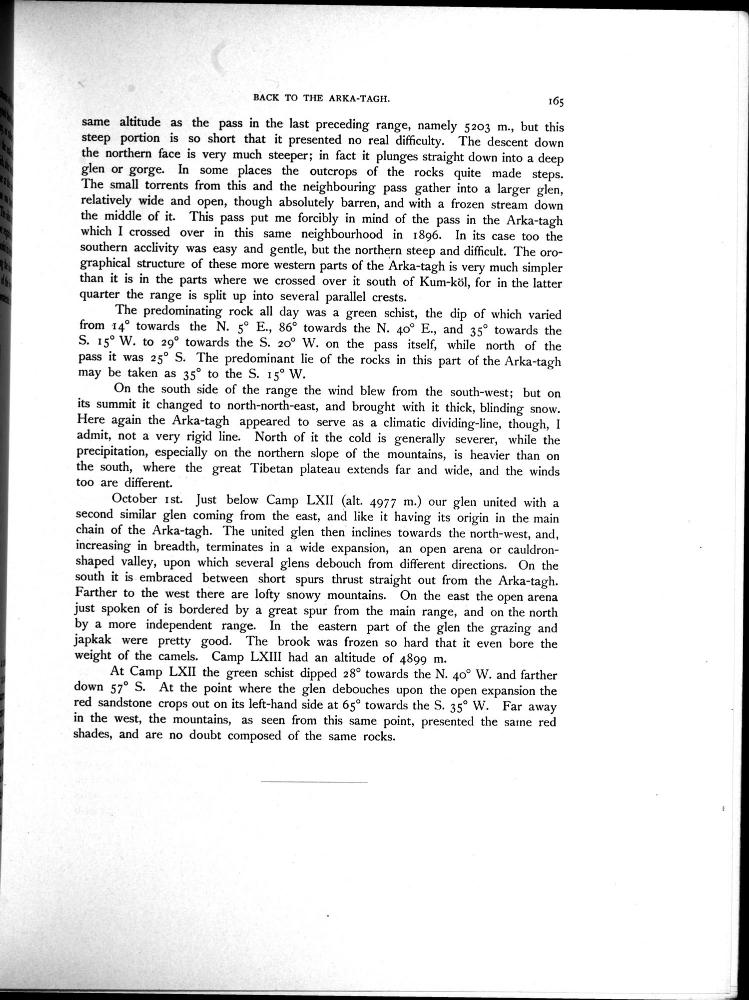 BACK TO THE ARKA-TAGH. 165
same altitude as the pass in the last preceding range, namely 5203 m., but this
steep portion is so short that it presented no real difficulty. The descent down
the northern face is very much steeper; in fact it plunges straight down into a deep
glen or gorge. In some places the outcrops of the rocks quite made steps.
The small torrents from this and the neighbouring pass gather into a larger glen,
relatively wide and open, though absolutely barren, and with a frozen stream down
the middle of it. This pass put me forcibly in mind of the pass in the Arka-tagh
which I crossed over in this same neighbourhood in 1896. In its case too the
southern acclivity was easy and gentle, but the northern steep and difficult. The oro-
graphical structure of these more western parts of the Arka-tagh is very much simpler
than it is in the parts where we crossed over it south of Kum-köl, for in the latter
quarter the range is split up into several parallel crests.
The predominating rock all day was a green schist, the dip of which varied
from 14° towards the N. 5° E., 86° towards the N. 40° E., and 35° towards the
S. 15° W. to 29° towards the S. 20° W. on the pass itself, while north of the
pass it was 25° S. The predominant lie of the rocks in this part of the Arka-tagh
may be taken as 35° to the S. 15° W.
On the south side of the range the wind blew from the south-west; but on
its summit it changed to north-north-east, and brought with it thick, blinding snow.
Here again the Arka-tagh appeared to serve as a climatic dividing-line, though, I
admit, not a very rigid line. North of it the cold is generally severer, while the
precipitation, especially on the northern slope of the mountains, is heavier than on
the south, where the great Tibetan plateau extends far and wide, and the winds
too are different.
October 1st. Just below Camp LXII (alt. 4977 m.) our glen united with a
second similar glen coming from the east, and like it having its origin in the main
chain of the Arka-tagh. The united glen then inclines towards the north-west, and,
increasing in breadth, terminates in a wide expansion, an open arena or cauldron-
shaped valley, upon which several glens debouch from different directions. On the
south it is embraced between short spurs thrust straight out from the Arka-tagh.
Farther to the west there are lofty snowy mountains. On the east the open arena
just spoken of is bordered by a great spur from the main range, and on the north
by a more independent range. In the eastern part of the glen the grazing and
japkak were pretty good. The brook was frozen so hard that it even bore the
weight of the camels. Camp LXIII had an altitude of 4899 m.
At Camp LXII the green schist dipped 28° towards the N. 40° W. and farther
down 57° S. At the point where the glen debouches upon the open expansion the
red sandstone crops out on its left-hand side at 65° towards the S. 35° W. Far away
in the west, the mountains, as seen from this same point, presented the same red
shades, and are no doubt composed of the same rocks.